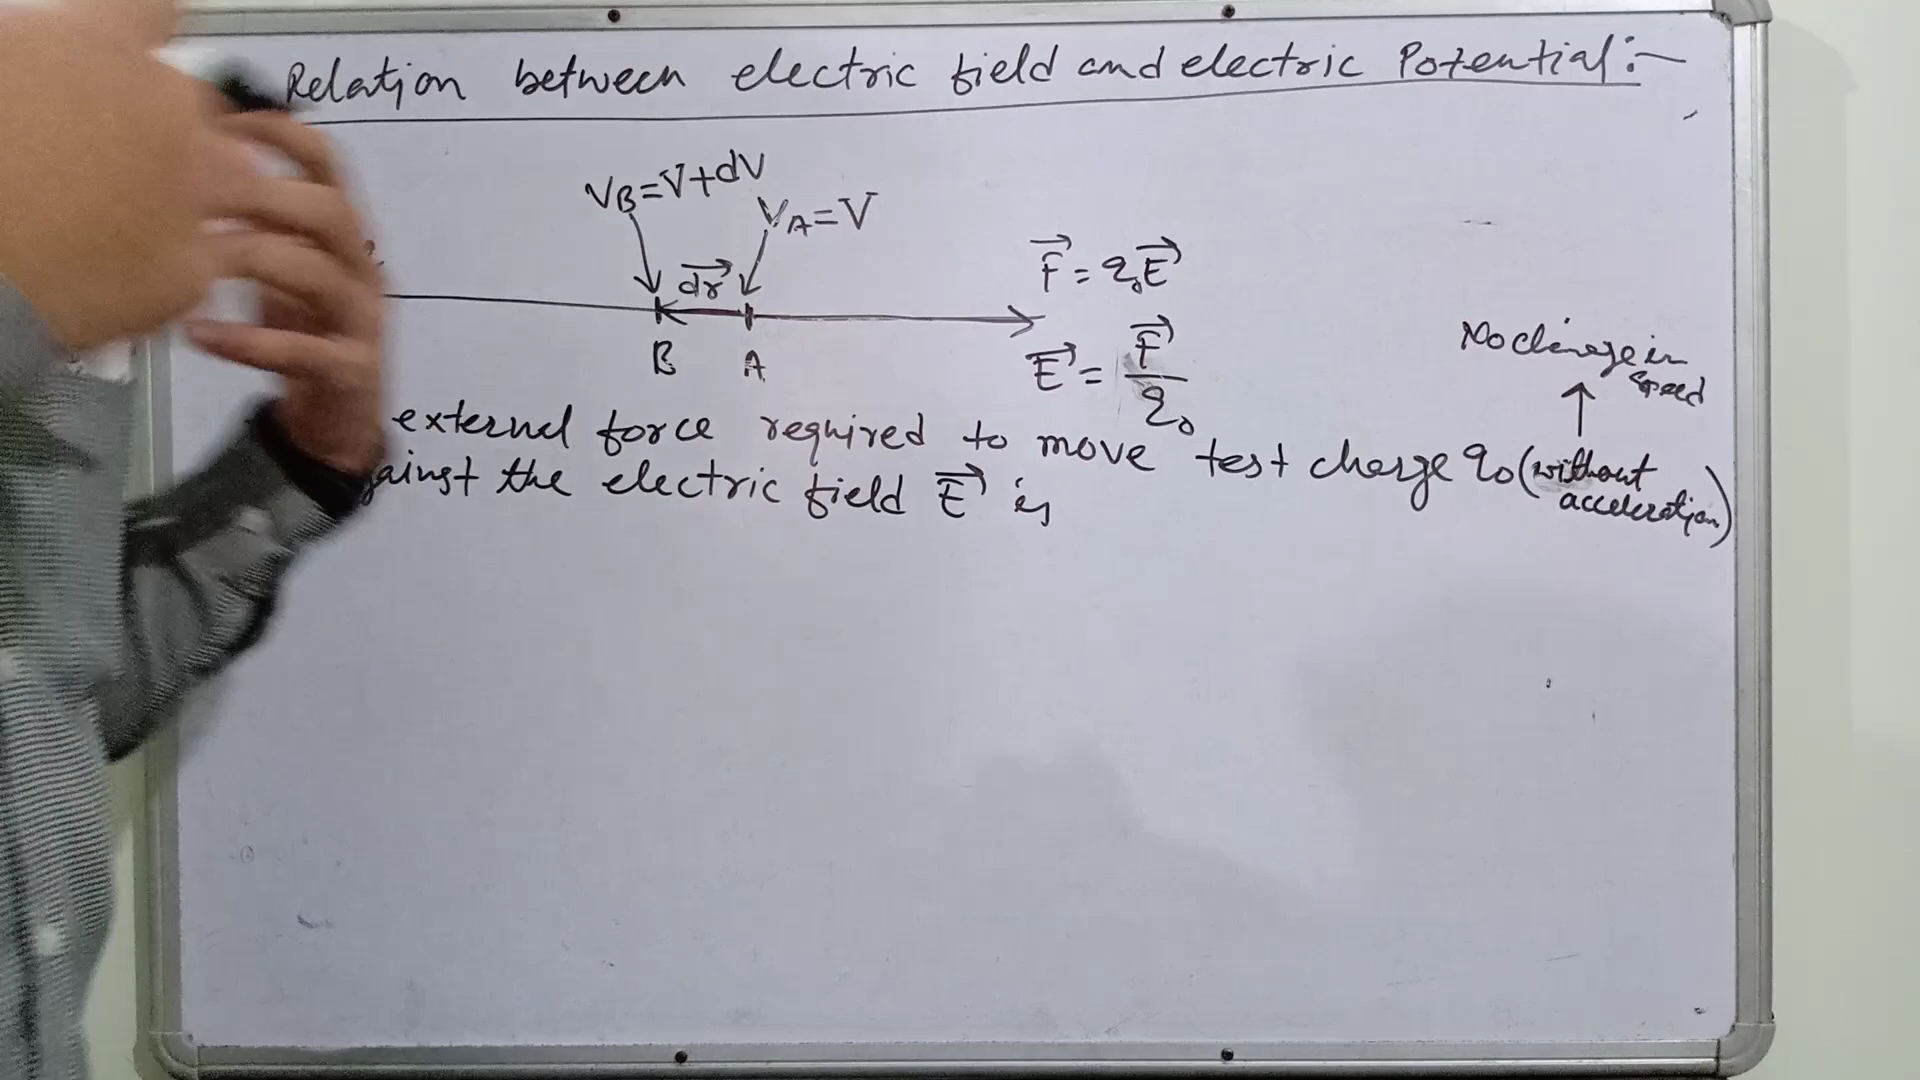 Relation between electric field and electric Potential:-
VB=V+dV
VA=V
dr
B A
F = q0E
E = F/q0
No change in speed
external force required to move test charge q0 (without acceleration)
against the electric field E is